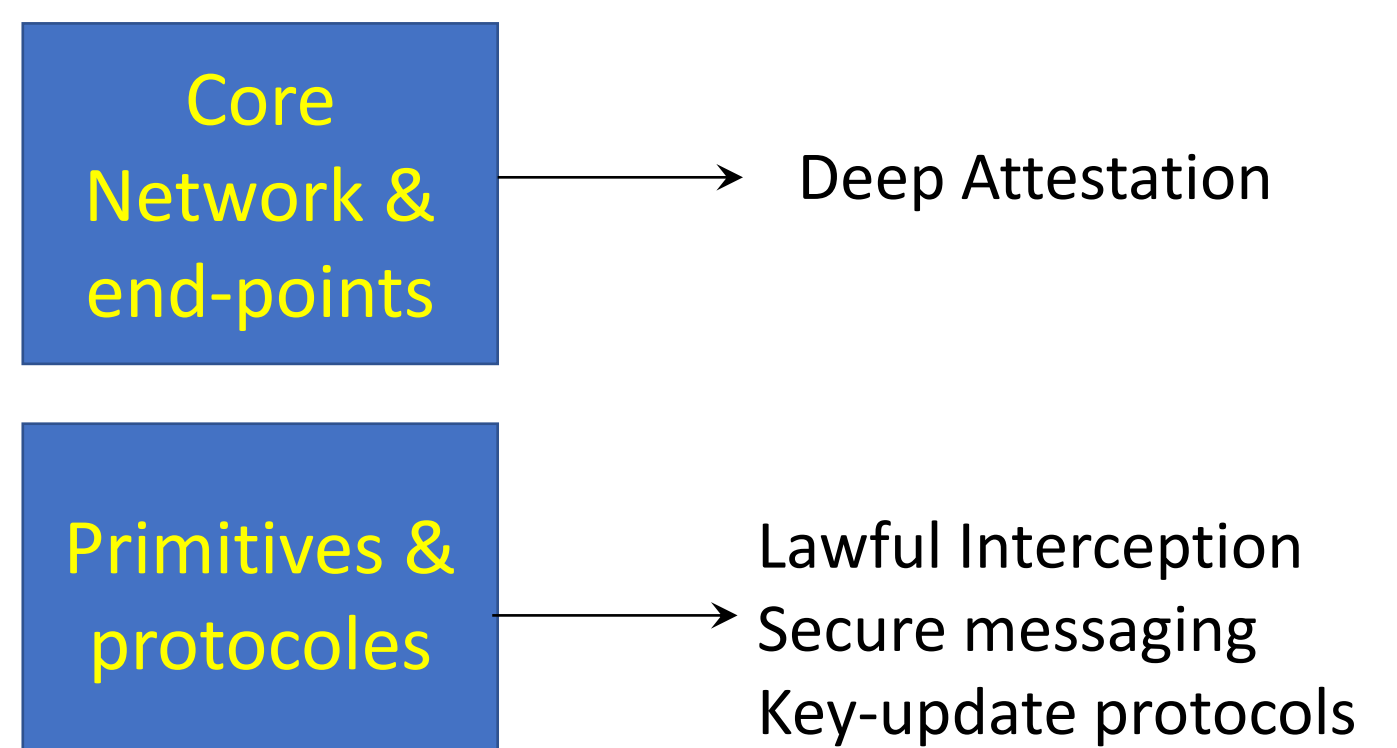 Core
Network &
end-points
Deep Attestation
Primitives &
protocoles
Lawful Interception
Secure messaging
Key-update protocols